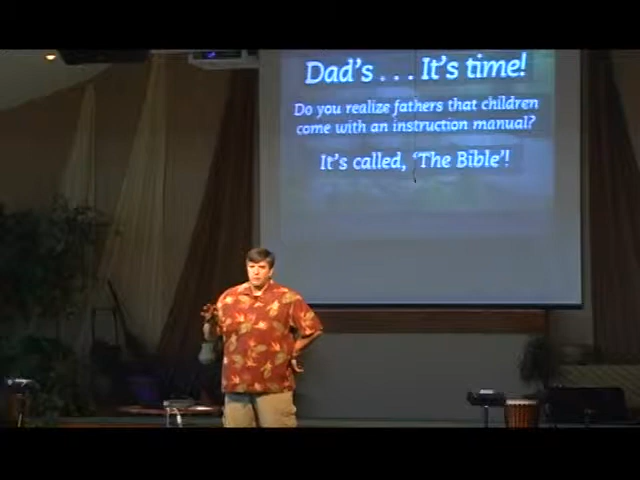 Dad's . . . It's time!
Do you realize fathers that children
come with an instruction manual?
It's called, 'The Bible'!